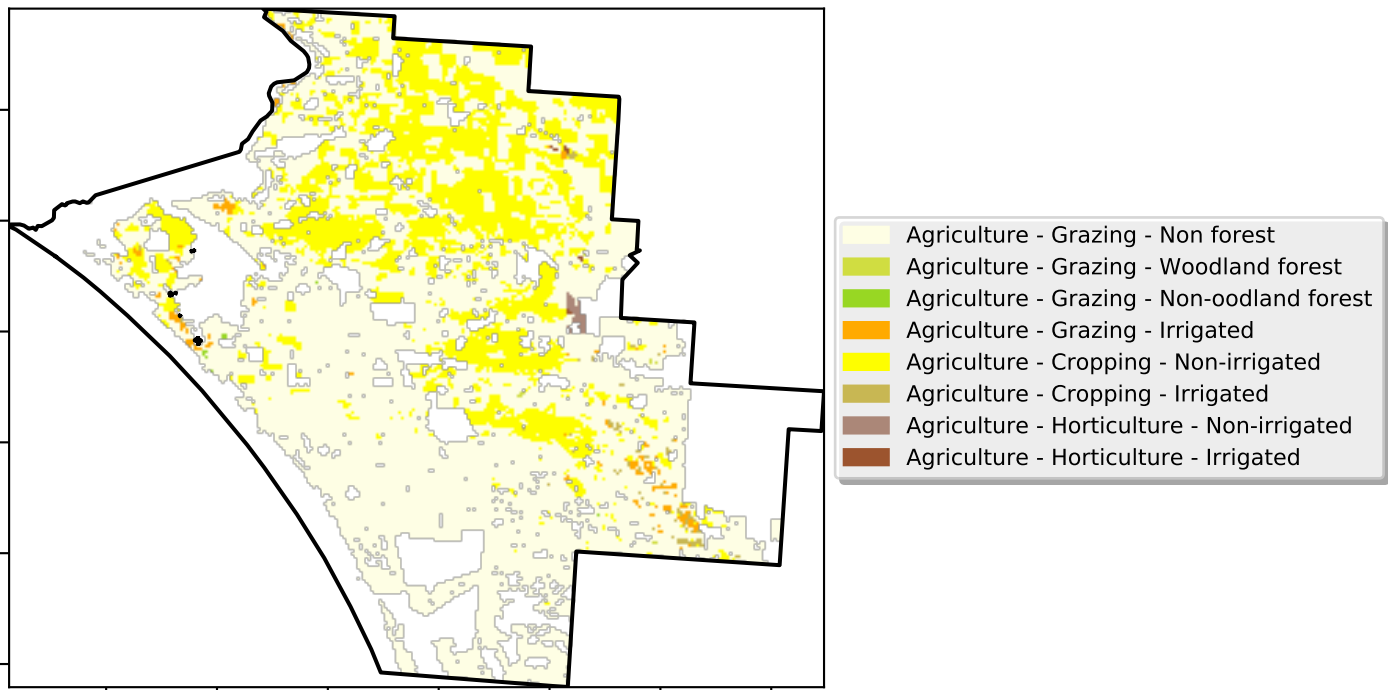 Agriculture - Grazing - Non forest
Agriculture - Grazing - Woodland forest
Agriculture - Grazing - Non-oodland forest
Agriculture - Grazing - Irrigated
Agriculture - Cropping - Non-irrigated
Agriculture - Cropping - Irrigated
Agriculture - Horticulture - Non-irrigated
Agriculture - Horticulture - Irrigated